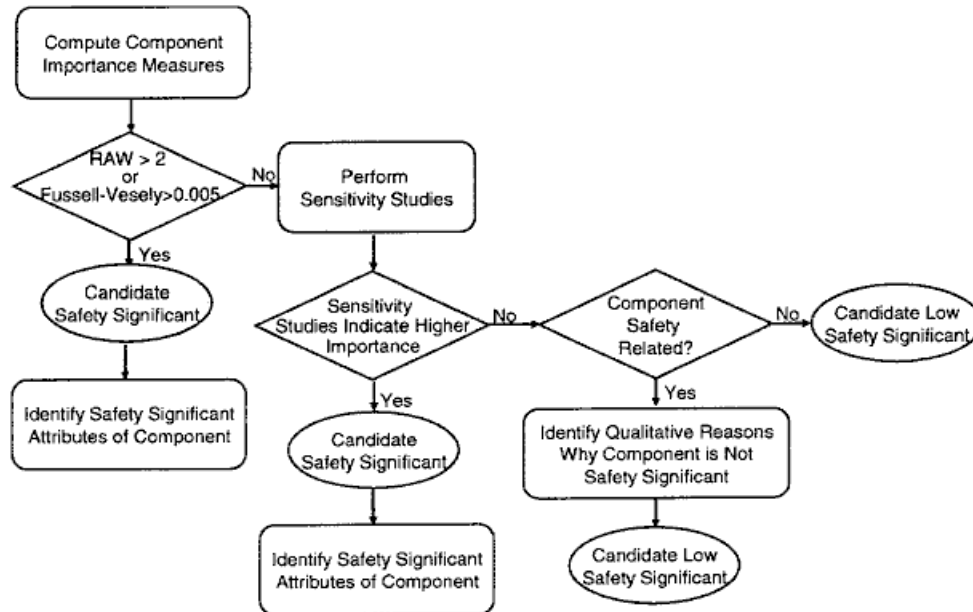 Compute Component
Importance Measures
RAW > 2
or
Fussell-Vesely>0.005
No
Perform
Sensitivity Studies
Yes
Candidate
Safety Significant
Identify Safety Significant
Attributes of Component
Sensitivity
Studies Indicate Higher
Importance
No
Component
Safety
Related?
No
Candidate Low
Safety Significant
Yes
Candidate
Safety Significant
Identify Safety Significant
Attributes of Component
Yes
Identify Qualitative Reasons
Why Component is Not
Safety Significant
Candidate Low
Safety Significant